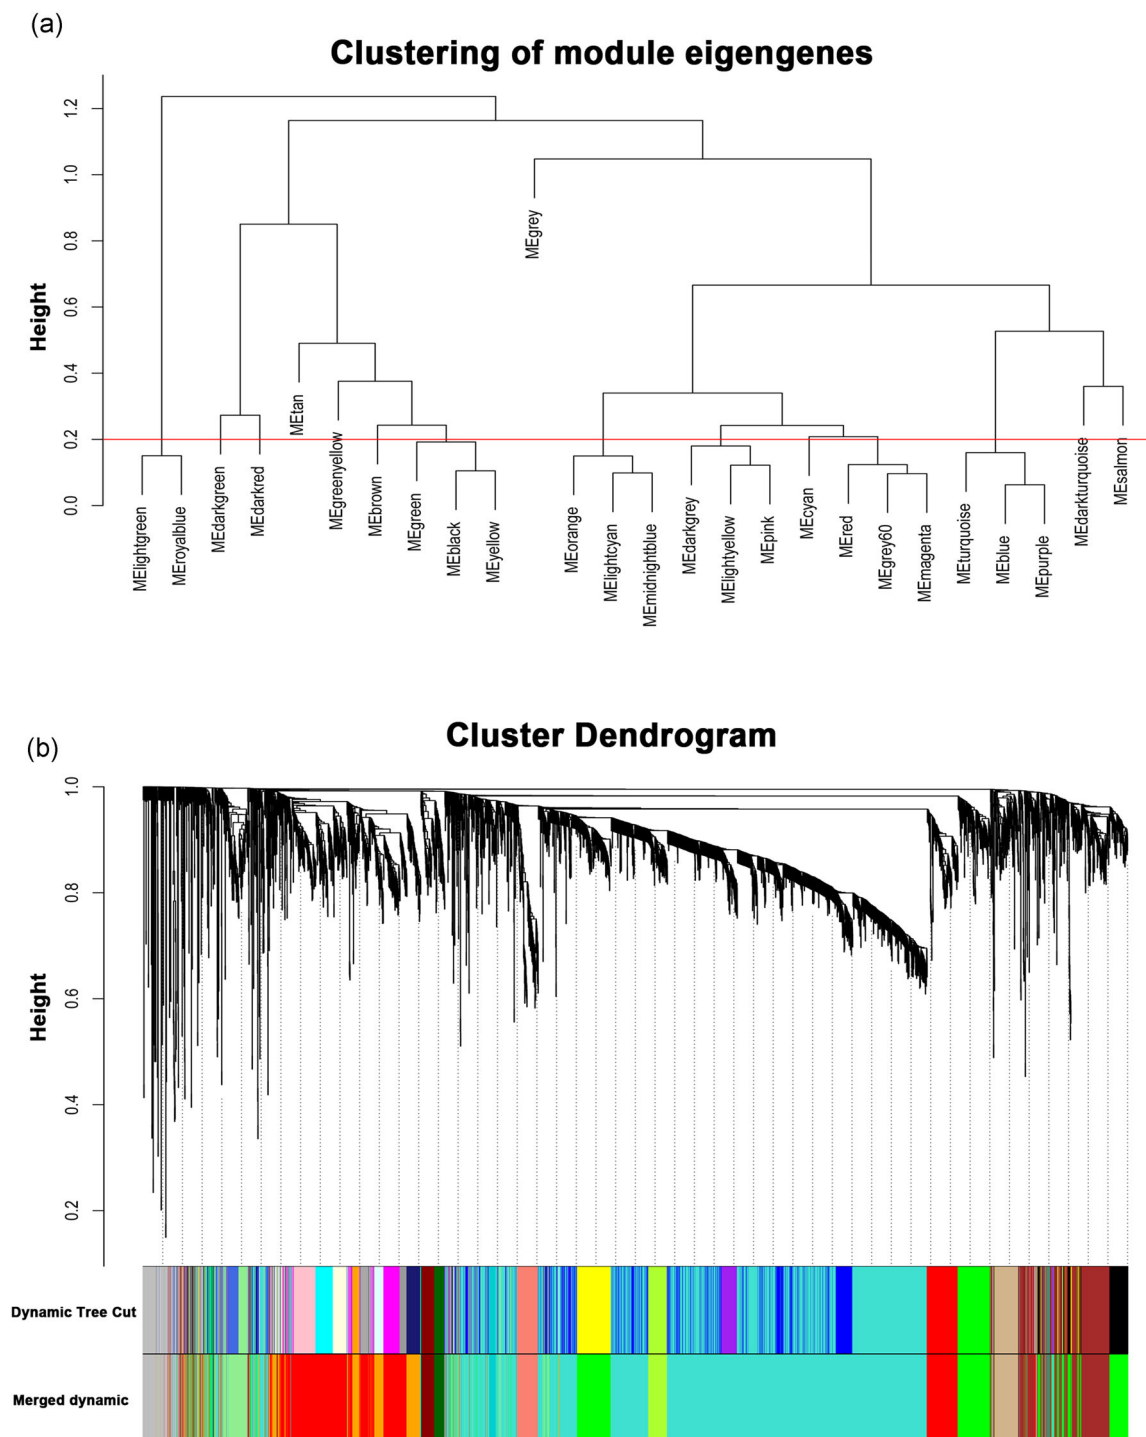 (a)
Clustering of module eigengenes
Height
1.2
1.0
0.8
0.6
0.4
0.2
0.0
MElightgreen
MEroyalblue
MEdarkgreen
MEdarkred
MEtan
MEgreenyellow
MEbrown
MEgreen
MEblack
MEyellow
MEgrey
MEorange
MElightcyan
MEmidnightblue
MEdarkgrey
MElightyellow
MEpink
MEcyan
MEred
MEgrey60
MEmagenta
MEturquoise
MEblue
MEpurple
MEdarkturquoise
MEsalmon
(b)
Cluster Dendrogram
Height
1.0
0.8
0.6
0.4
0.2
Dynamic Tree Cut
Merged dynamic